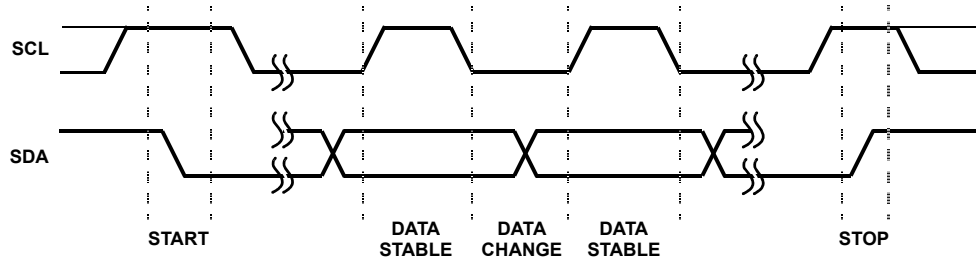 SCL
SDA
START
DATA
STABLE
DATA
CHANGE
DATA
STABLE
STOP